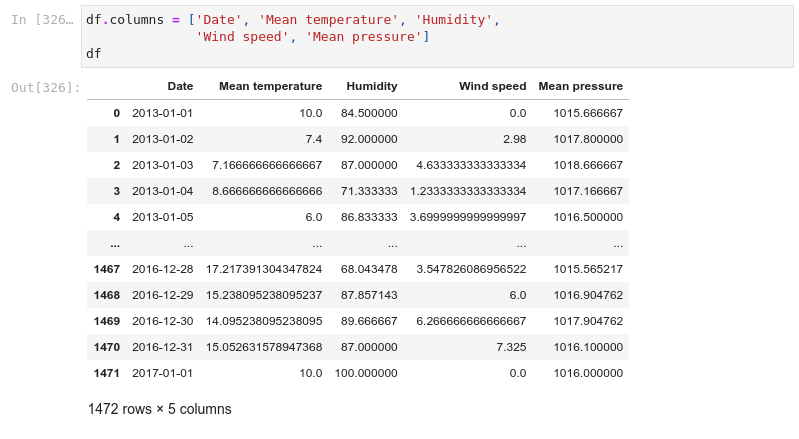 In [326… df.columns = ['Date', 'Mean temperature', 'Humidity',
'Wind speed', 'Mean pressure']
df
Out[326]:
Date Mean temperature Humidity Wind speed Mean pressure
0 2013-01-01 10.0 84.500000 0.0 1015.666667
1 2013-01-02 7.4 92.000000 2.98 1017.800000
2 2013-01-03 7.166666666666667 87.000000 4.633333333333334 1018.666667
3 2013-01-04 8.666666666666666 71.333333 1.2333333333333334 1017.166667
4 2013-01-05 6.0 86.833333 3.6999999999999997 1016.500000
... ... ... ... ... ...
1467 2016-12-28 17.217391304347824 68.043478 3.547826086956522 1015.565217
1468 2016-12-29 15.238095238095237 87.857143 6.0 1016.904762
1469 2016-12-30 14.095238095238095 89.666667 6.266666666666667 1017.904762
1470 2016-12-31 15.052631578947368 87.000000 7.325 1016.100000
1471 2017-01-01 10.0 100.000000 0.0 1016.000000
1472 rows × 5 columns